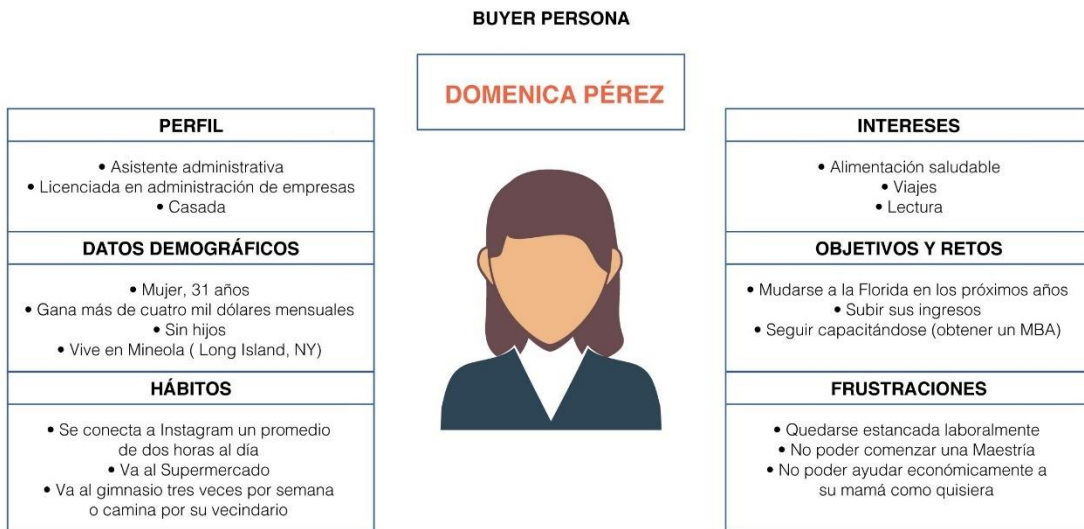 BUYER PERSONA
DOMENICA PÉREZ
PERFIL
• Asistente administrativa
• Licenciada en administración de empresas
• Casada
DATOS DEMOGRÁFICOS
• Mujer, 31 años
• Gana más de cuatro mil dólares mensuales
• Sin hijos
• Vive en Mineola ( Long Island, NY)
HÁBITOS
• Se conecta a Instagram un promedio
de dos horas al día
• Va al Supermercado
• Va al gimnasio tres veces por semana
o camina por su vecindario
INTERESES
• Alimentación saludable
• Viajes
• Lectura
OBJETIVOS Y RETOS
• Mudarse a la Florida en los próximos años
• Subir sus ingresos
• Seguir capacitándose (obtener un MBA)
FRUSTRACIONES
• Quedarse estancada laboralmente
• No poder comenzar una Maestría
• No poder ayudar económicamente a
su mamá como quisiera